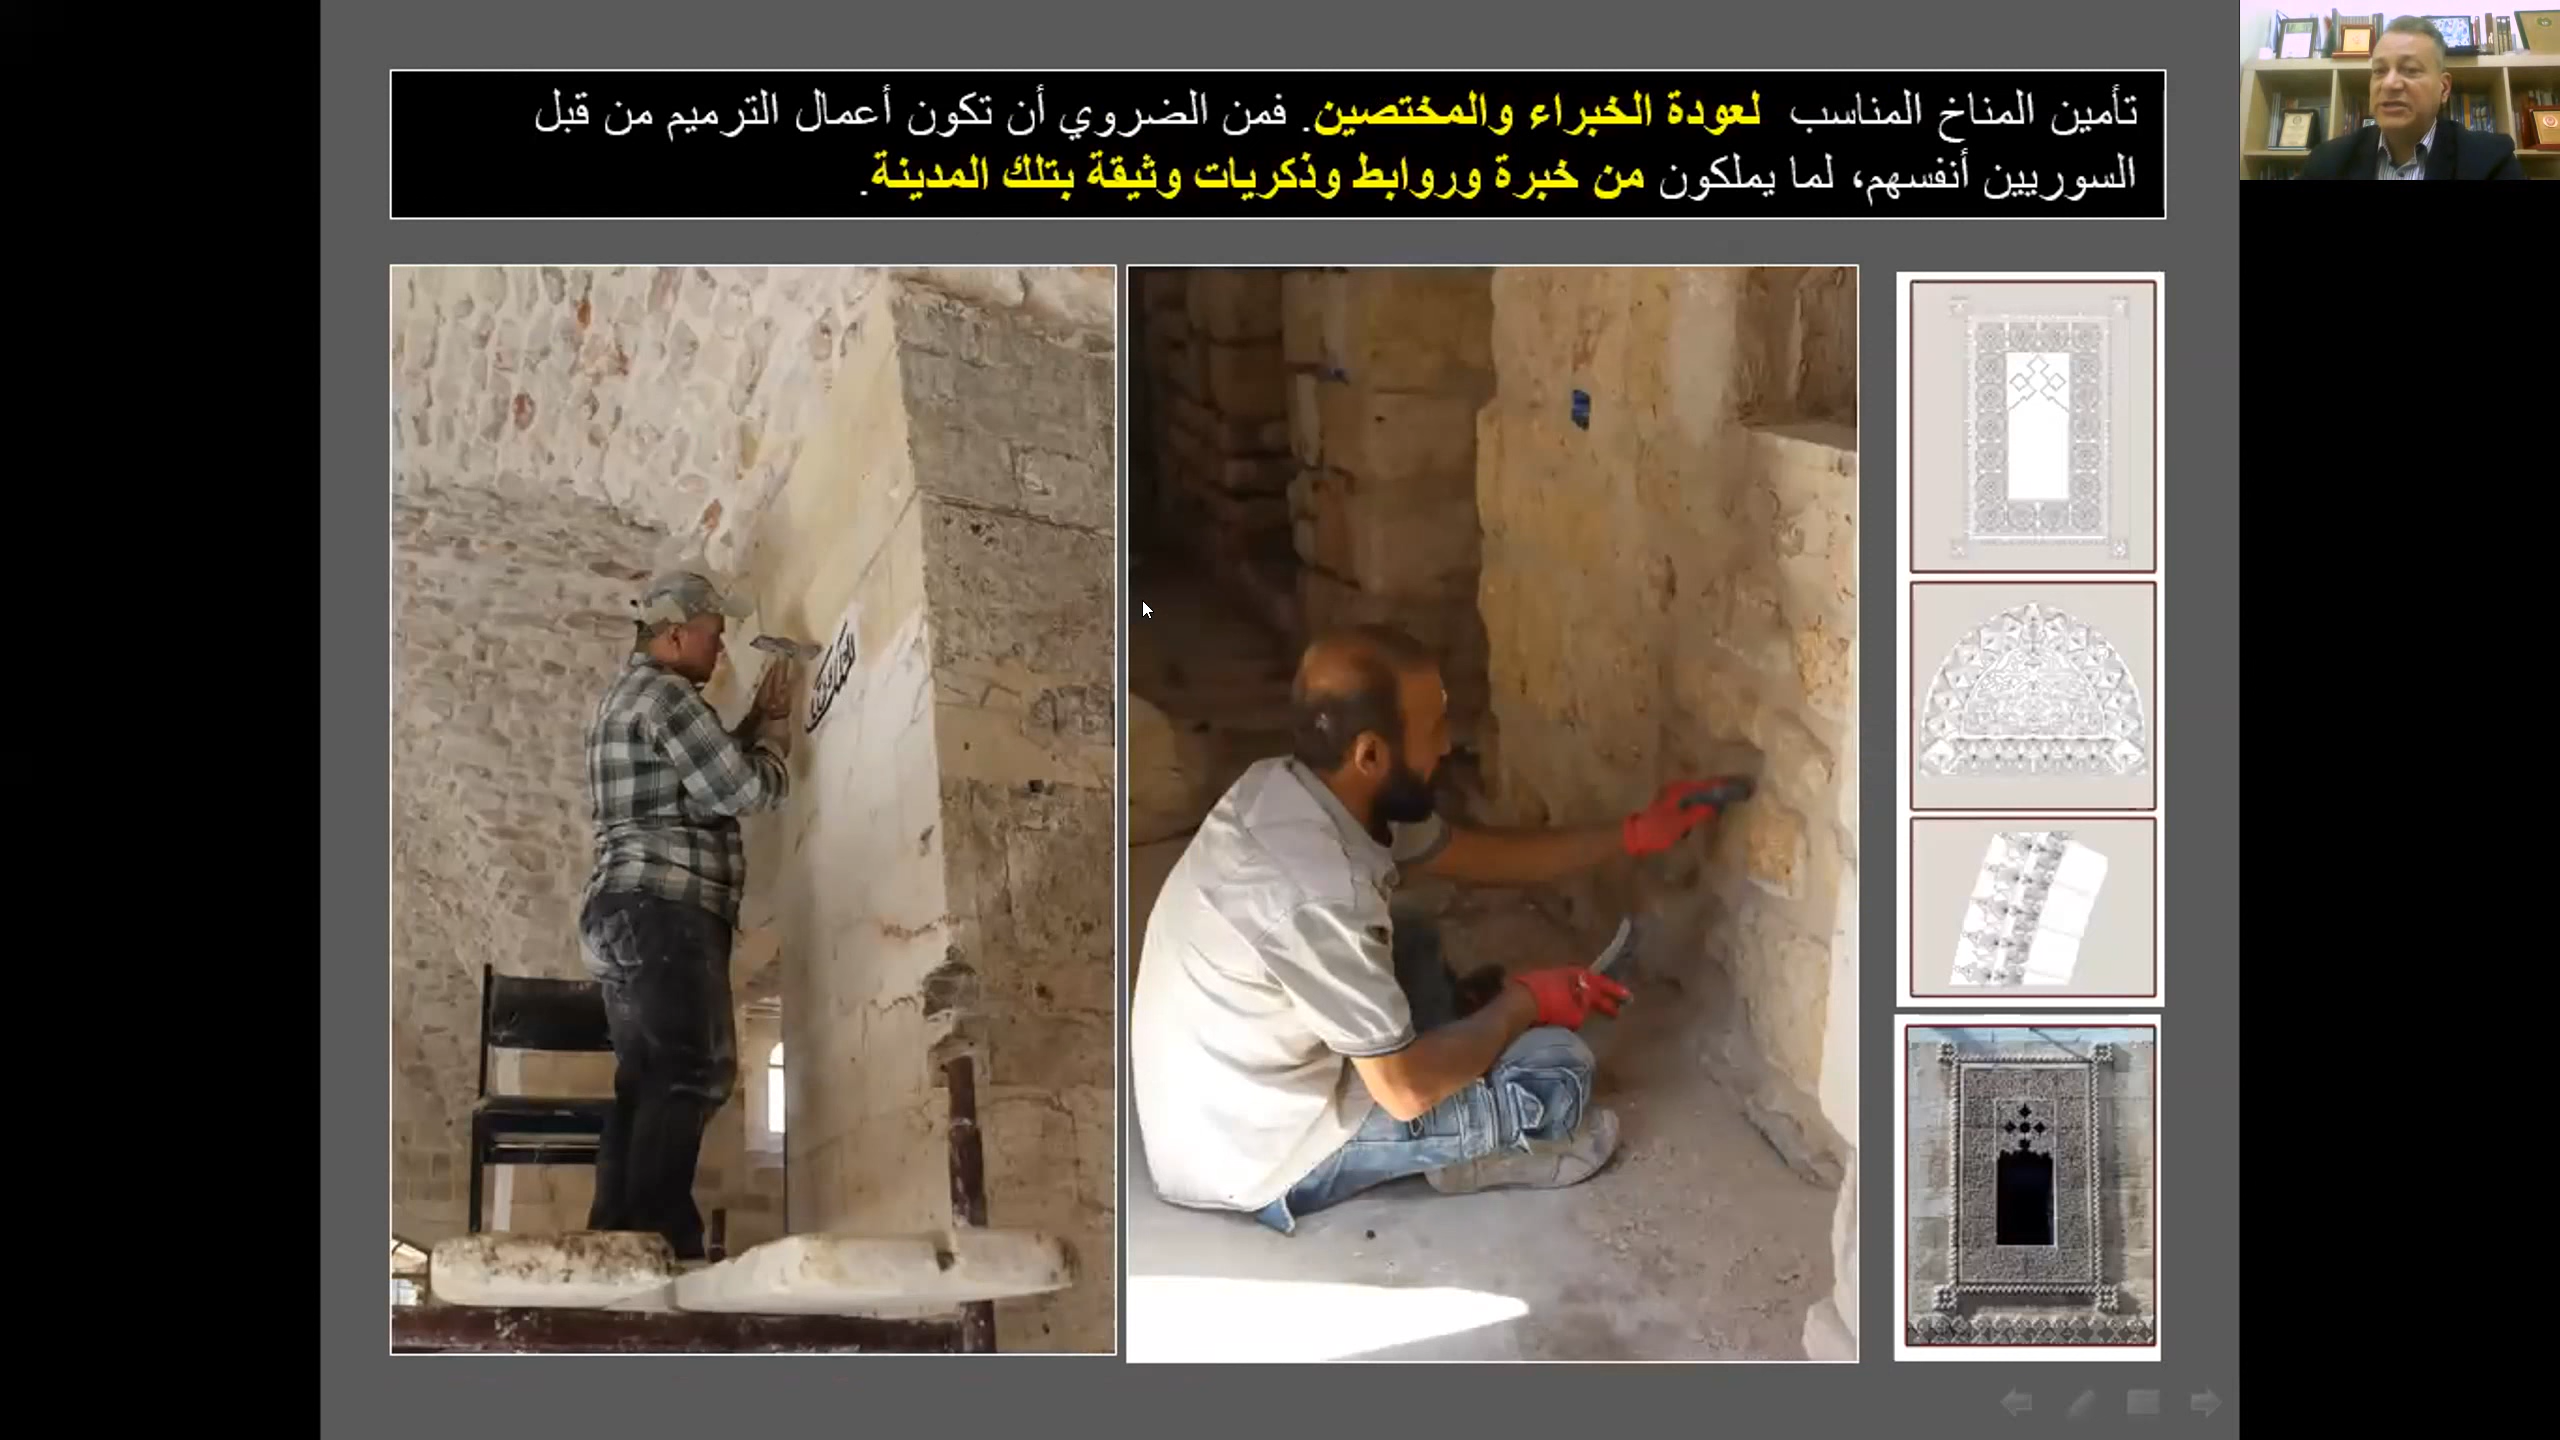 تأمين المناخ المناسب لعودة الخبراء والمختصين. فمن الضروي أن تكون أعمال الترميم من قبل
السوريين أنفسهم، لما يملكون من خبرة وروابط وذكريات وثيقة بتلك المدينة.